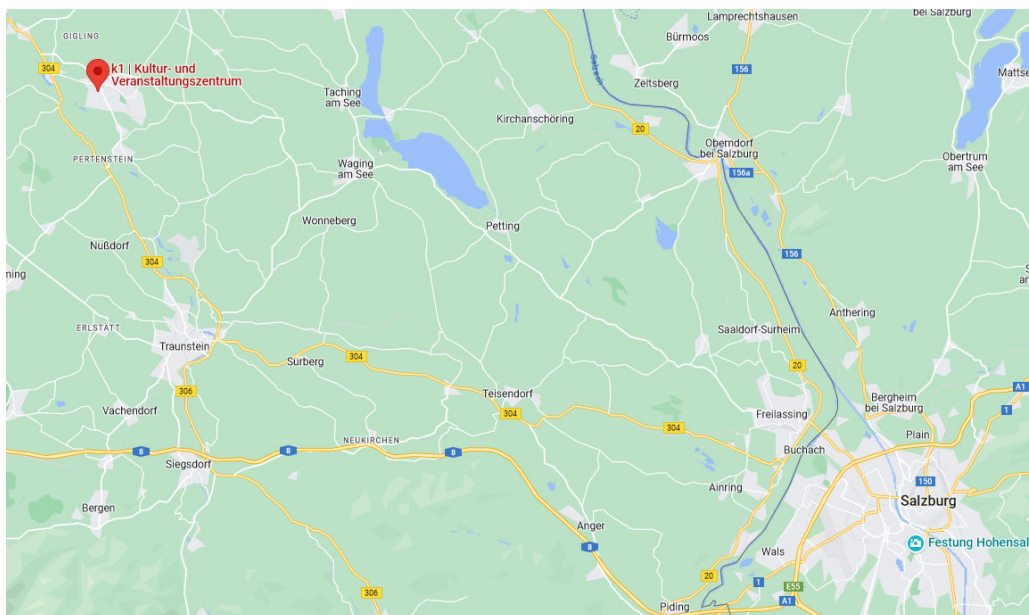 Lamprechtshausen
bei Salzburg
GIGLING
Bürmoos
304
k1 | Kultur- und
Veranstaltungszentrum
156
Mattse
Salzach
Zeltsberg
Taching
am See
Kirchanschöring
20
Oberndorf
bei Salzburg
PERTENSTEIN
Obertrum
am See
Waging
am See
156a
Wonneberg
Petting
Nußdorf
156
304
S
am
ming
Anthering
ERLSTÄTT
Saaldorf-Surheim
Traunstein
304
Surberg
20
306
Teisendorf
A1
Bergheim
bei Salzburg
1
Vachendorf
304
Freilassing
304
Plain
NEUKIRCHEN
8
8
8
Buchach
Siegsdorf
150
Ainring
Salzburg
Bergen
Anger
Festung Hohensal
8
Wals
20
1
E55
306
Piding
A1